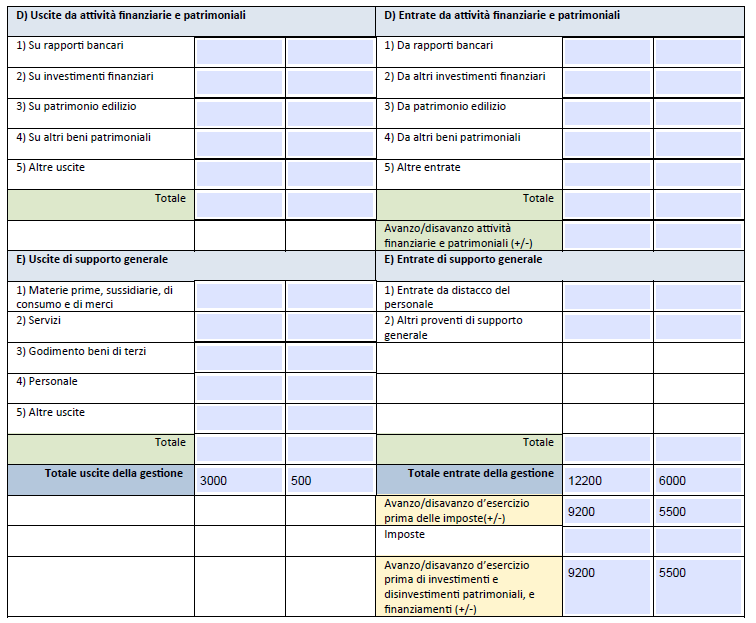 D) Uscite da attività finanziarie e patrimoniali
D) Entrate da attività finanziarie e patrimoniali
1) Su rapporti bancari
1) Da rapporti bancari
2) Su investimenti finanziari
2) Da altri investimenti finanziari
3) Su patrimonio edilizio
3) Da patrimonio edilizio
4) Su altri beni patrimoniali
4) Da altri beni patrimoniali
5) Altre uscite
5) Altre entrate
Totale
Totale
Avanzo/disavanzo attività
finanziarie e patrimoniali (+/-)
E) Uscite di supporto generale
E) Entrate di supporto generale
1) Materie prime, sussidiarie, di
consumo e di merci
1) Entrate da distacco del
personale
2) Servizi
2) Altri proventi di supporto
generale
3) Godimento beni di terzi
4) Personale
5) Altre uscite
Totale
Totale
Totale uscite della gestione
3000
500
Totale entrate della gestione
12200
6000
Avanzo/disavanzo d'esercizio
prima delle imposte(+/-)
9200
5500
Imposte
Avanzo/disavanzo d'esercizio
prima di investimenti e
disinvestimenti patrimoniali, e
finanziamenti (+/-)
9200
5500